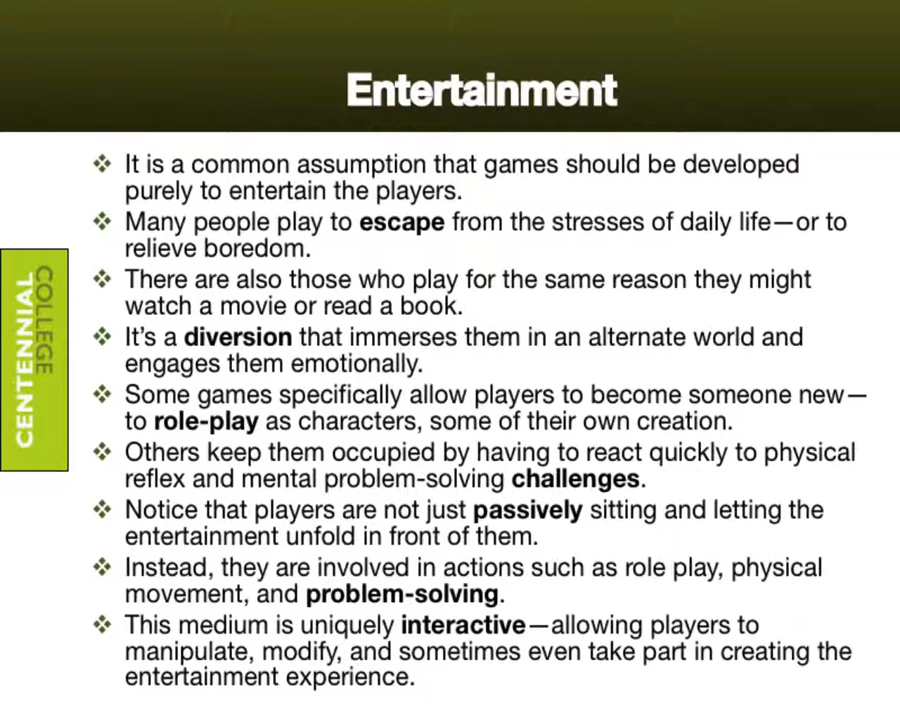 Entertainment
It is a common assumption that games should be developed
purely to entertain the players.
Many people play to escape from the stresses of daily life—or to
relieve boredom.
There are also those who play for the same reason they might
watch a movie or read a book.
It's a diversion that immerses them in an alternate world and
engages them emotionally.
Some games specifically allow players to become someone new—
to role-play as characters, some of their own creation.
Others keep them occupied by having to react quickly to physical
reflex and mental problem-solving challenges.
Notice that players are not just passively sitting and letting the
entertainment unfold in front of them.
Instead, they are involved in actions such as role play, physical
movement, and problem-solving.
This medium is uniquely interactive—allowing players to
manipulate, modify, and sometimes even take part in creating the
entertainment experience.
CENTENNIAL
COLLEGE